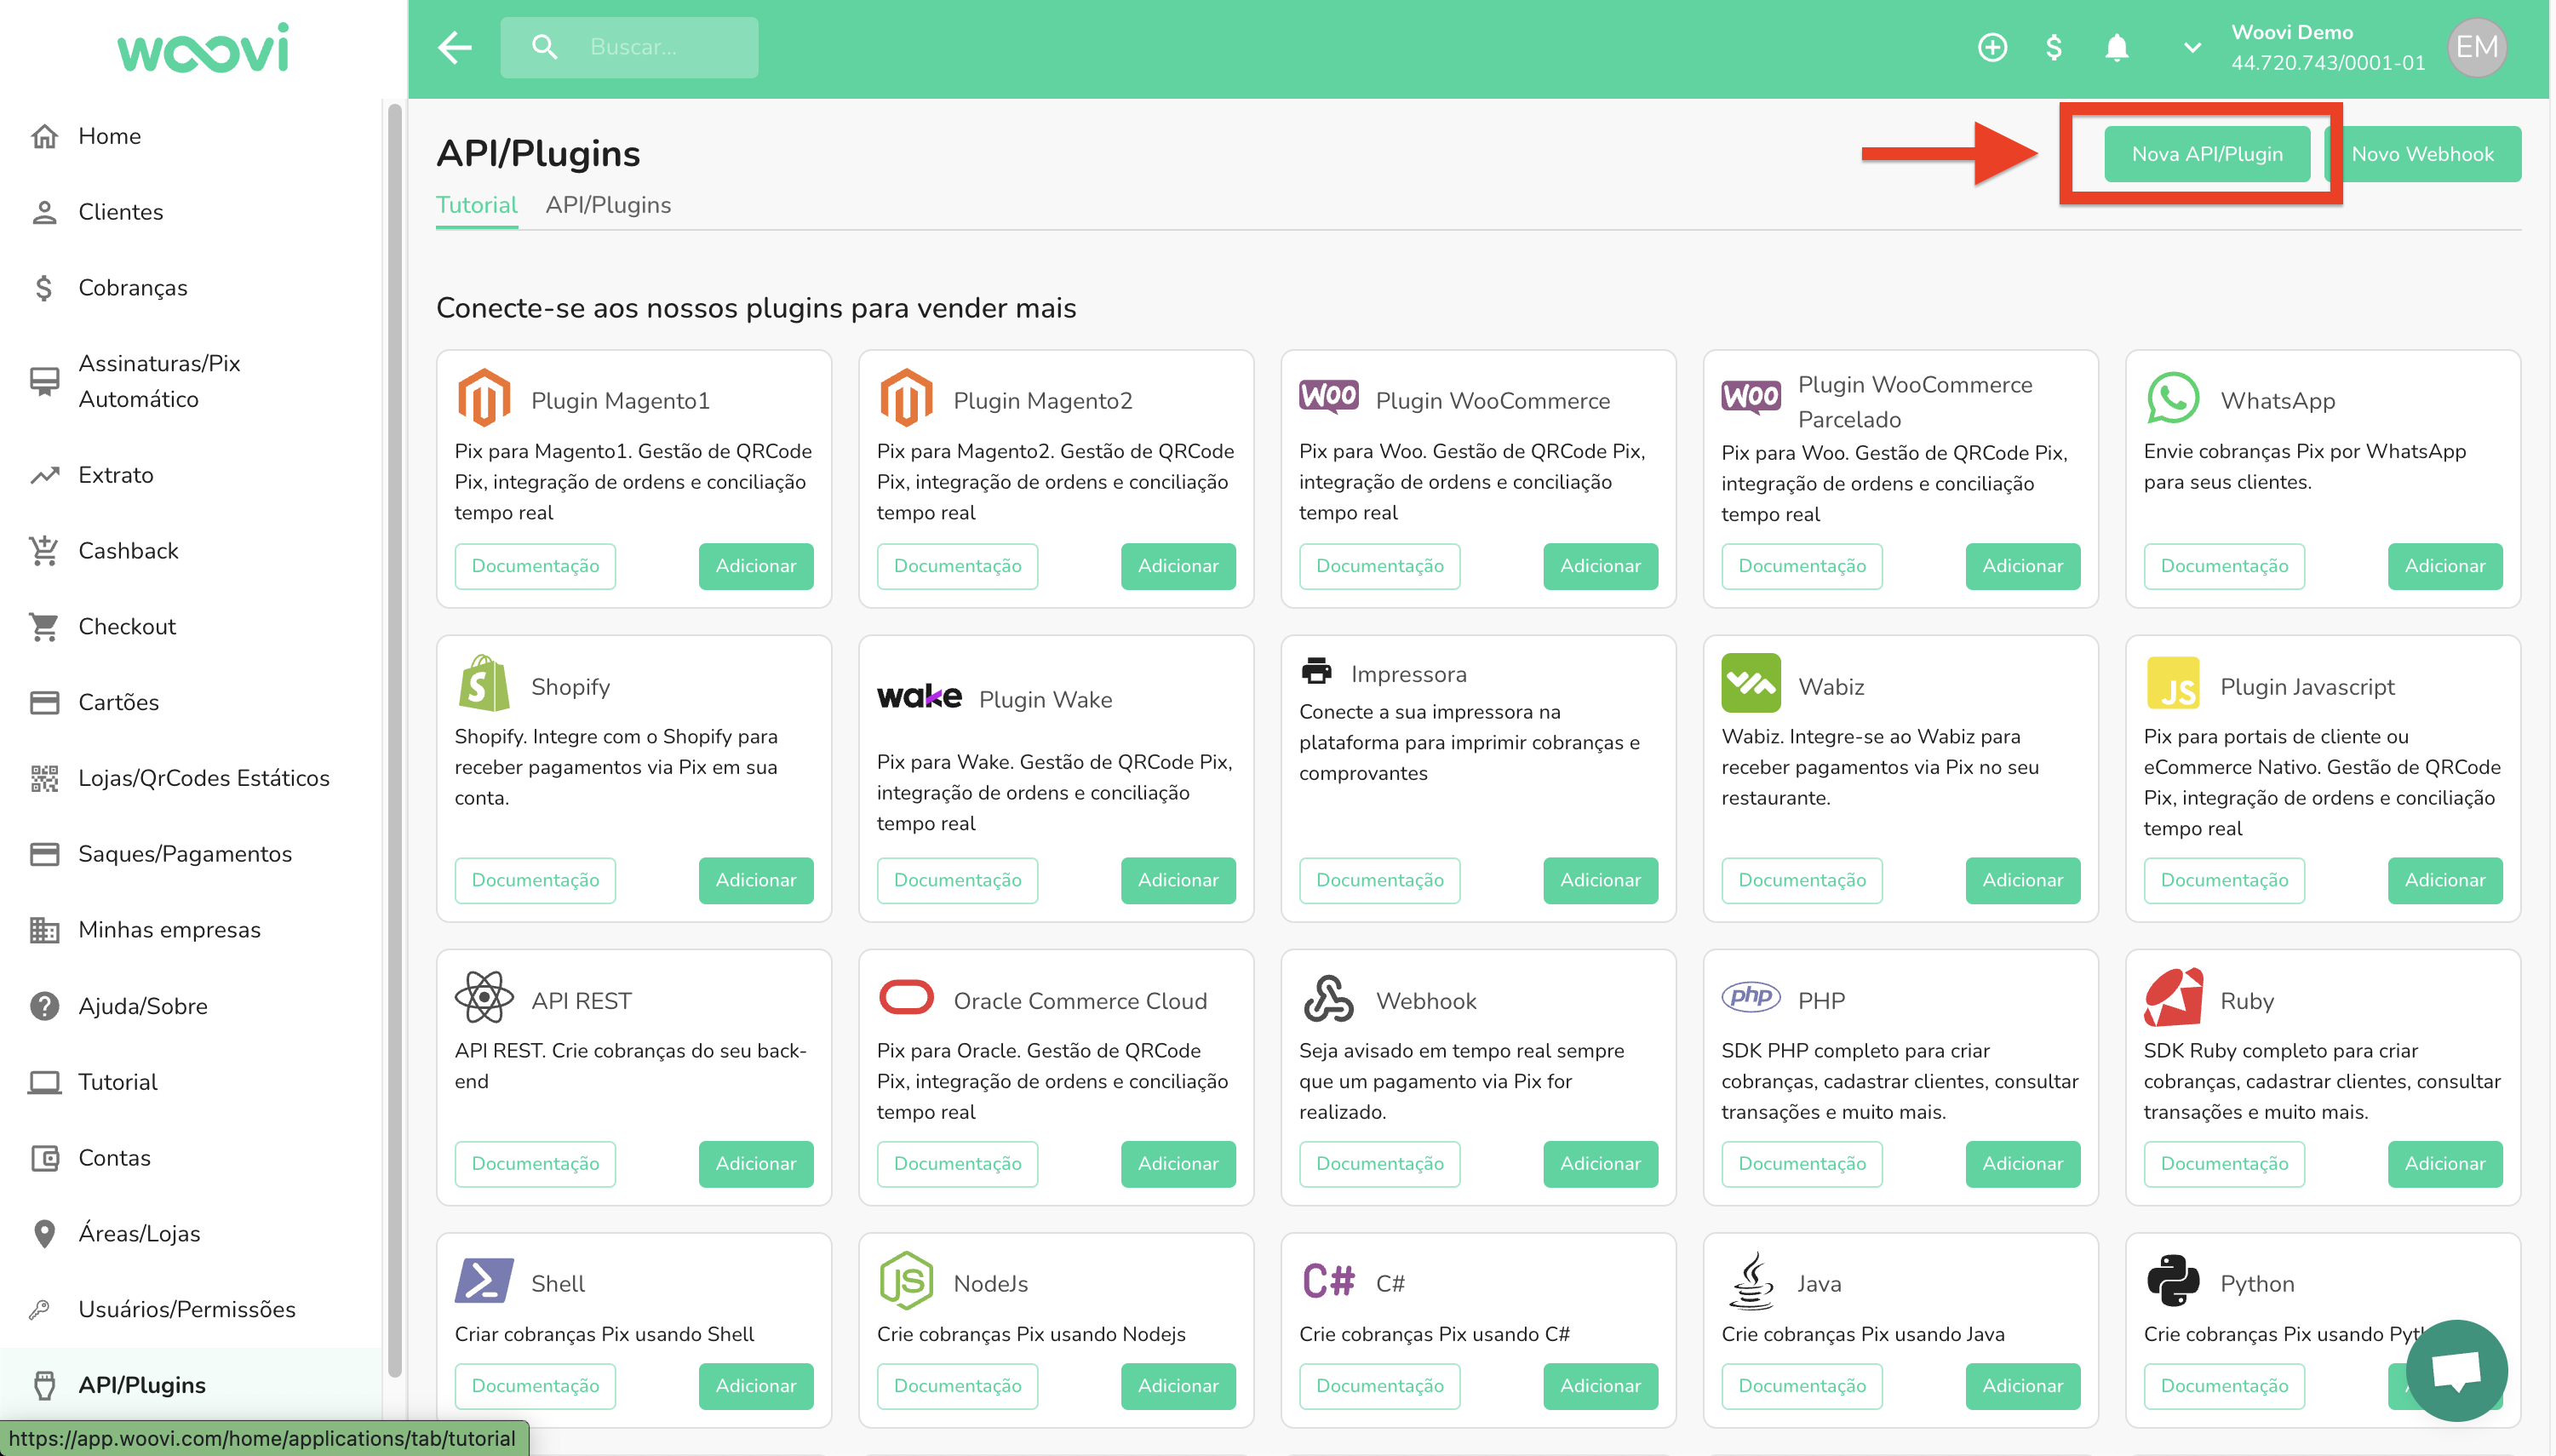 woovi
Buscar...
Woovi Demo
44.720.743/0001-01
EM
Home
Clientes
Cobranças
Assinaturas/Pix
Automático
Extrato
Cashback
Checkout
Cartões
Lojas/QrCodes Estáticos
Saques/Pagamentos
Minhas empresas
Ajuda/Sobre
Tutorial
Contas
Áreas/Lojas
Usuários/Permissões
API/Plugins
https://app.woovi.com/home/applications/tab/tutorial
API/Plugins
Nova API/Plugin
Novo Webhook
Tutorial
API/Plugins
Conecte-se aos nossos plugins para vender mais
Plugin Magento1
Pix para Magento1. Gestão de QRCode
Pix, integração de ordens e conciliação
tempo real
Documentação
Adicionar
Plugin Magento2
Pix para Magento2. Gestão de QRCode
Pix, integração de ordens e conciliação
tempo real
Documentação
Adicionar
Woo
Plugin WooCommerce
Pix para Woo. Gestão de QRCode Pix,
integração de ordens e conciliação
tempo real
Documentação
Adicionar
Woo
Plugin WooCommerce
Parcelado
Pix para Woo. Gestão de QRCode Pix,
integração de ordens e conciliação
tempo real
Documentação
Adicionar
WhatsApp
Envie cobranças Pix por WhatsApp
para seus clientes.
Documentação
Adicionar
S
Shopify
Shopify. Integre com o Shopify para
receber pagamentos via Pix em sua
conta.
Documentação
Adicionar
wake
Plugin Wake
Pix para Wake. Gestão de QRCode Pix,
integração de ordens e conciliação
tempo real
Documentação
Adicionar
Impressora
Conecte a sua impressora na
plataforma para imprimir cobranças e
comprovantes
Documentação
Adicionar
Wabiz
Wabiz. Integre-se ao Wabiz para
receber pagamentos via Pix no seu
restaurante.
Documentação
Adicionar
JS
Plugin Javascript
Pix para portais de cliente ou
eCommerce Nativo. Gestão de QRCode
Pix, integração de ordens e conciliação
tempo real
Documentação
Adicionar
API REST
API REST. Crie cobranças do seu back-
end
Documentação
Adicionar
Oracle Commerce Cloud
Pix para Oracle. Gestão de QRCode
Pix, integração de ordens e conciliação
tempo real
Documentação
Adicionar
Webhook
Seja avisado em tempo real sempre
que um pagamento via Pix for
realizado.
Documentação
Adicionar
php
PHP
SDK PHP completo para criar
cobranças, cadastrar clientes, consultar
transações e muito mais.
Documentação
Adicionar
Ruby
SDK Ruby completo para criar
cobranças, cadastrar clientes, consultar
transações e muito mais.
Documentação
Adicionar
Shell
Criar cobranças Pix usando Shell
Documentação
Adicionar
JS
NodeJs
Crie cobranças Pix usando Nodejs
Documentação
Adicionar
C#
C#
Crie cobranças Pix usando C#
Documentação
Adicionar
Java
Crie cobranças Pix usando Java
Documentação
Adicionar
Python
Crie cobranças Pix usando
Documentação